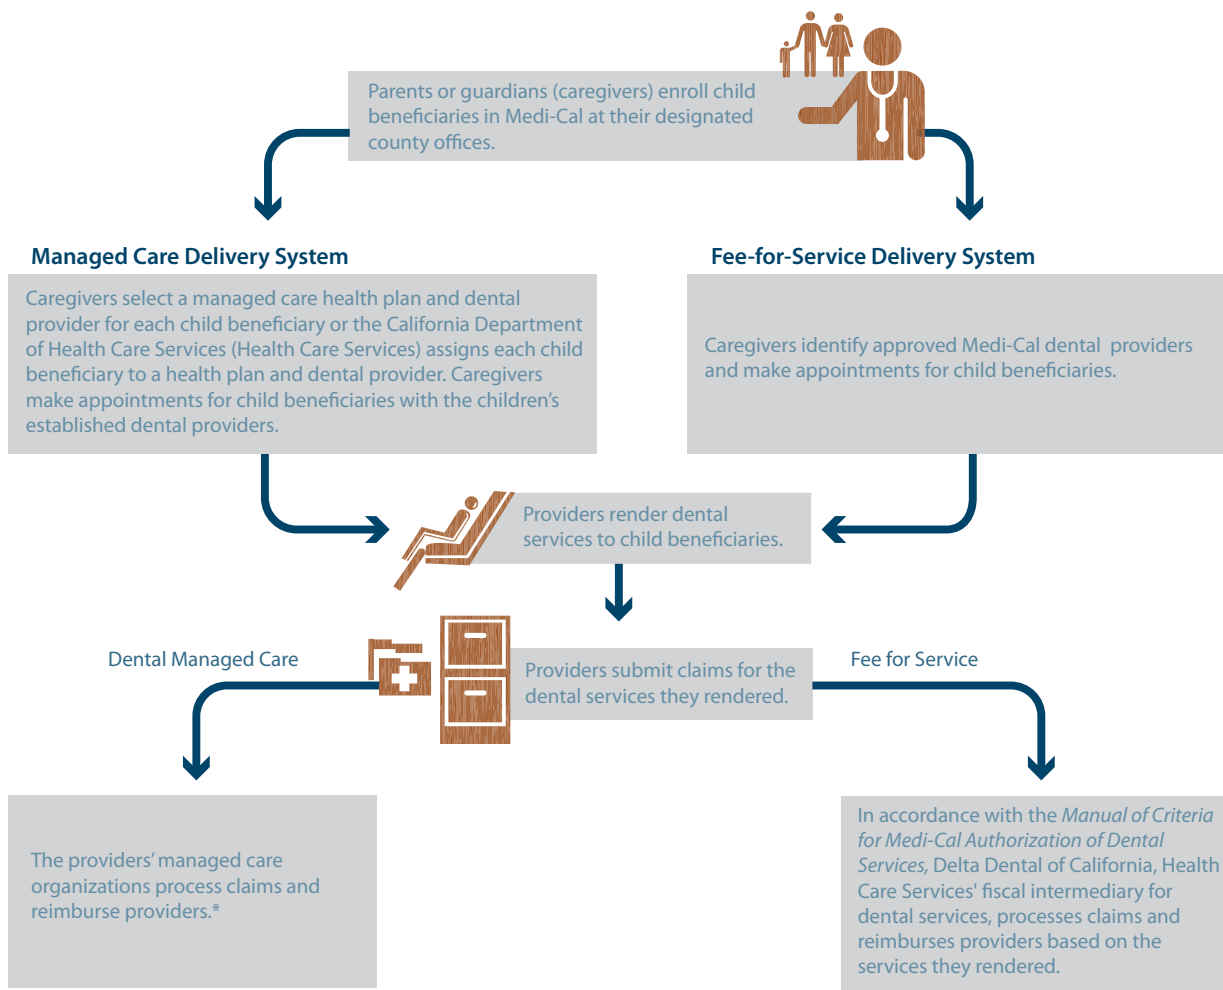 Parents or guardians (caregivers) enroll child
beneficiaries in Medi-Cal at their designated
county offices.
Managed Care Delivery System
Caregivers select a managed care health plan and dental
provider for each child beneficiary or the California Department
of Health Care Services (Health Care Services) assigns each child
beneficiary to a health plan and dental provider. Caregivers
make appointments for child beneficiaries with the children’s
established dental providers.
Fee-for-Service Delivery System
Caregivers identify approved Medi-Cal dental  providers
and make appointments for child beneficiaries.
Providers render dental
services to child beneficiaries.
Providers submit claims for the
dental services they rendered.
Dental Managed Care
The providers’ managed care
organizations process claims and
reimburse providers.*
Fee for Service
In accordance with the Manual of Criteria
for Medi-Cal Authorization of Dental
Services, Delta Dental of California, Health
Care Services' fiscal intermediary for
dental services, processes claims and
reimburses providers based on the
services they rendered.